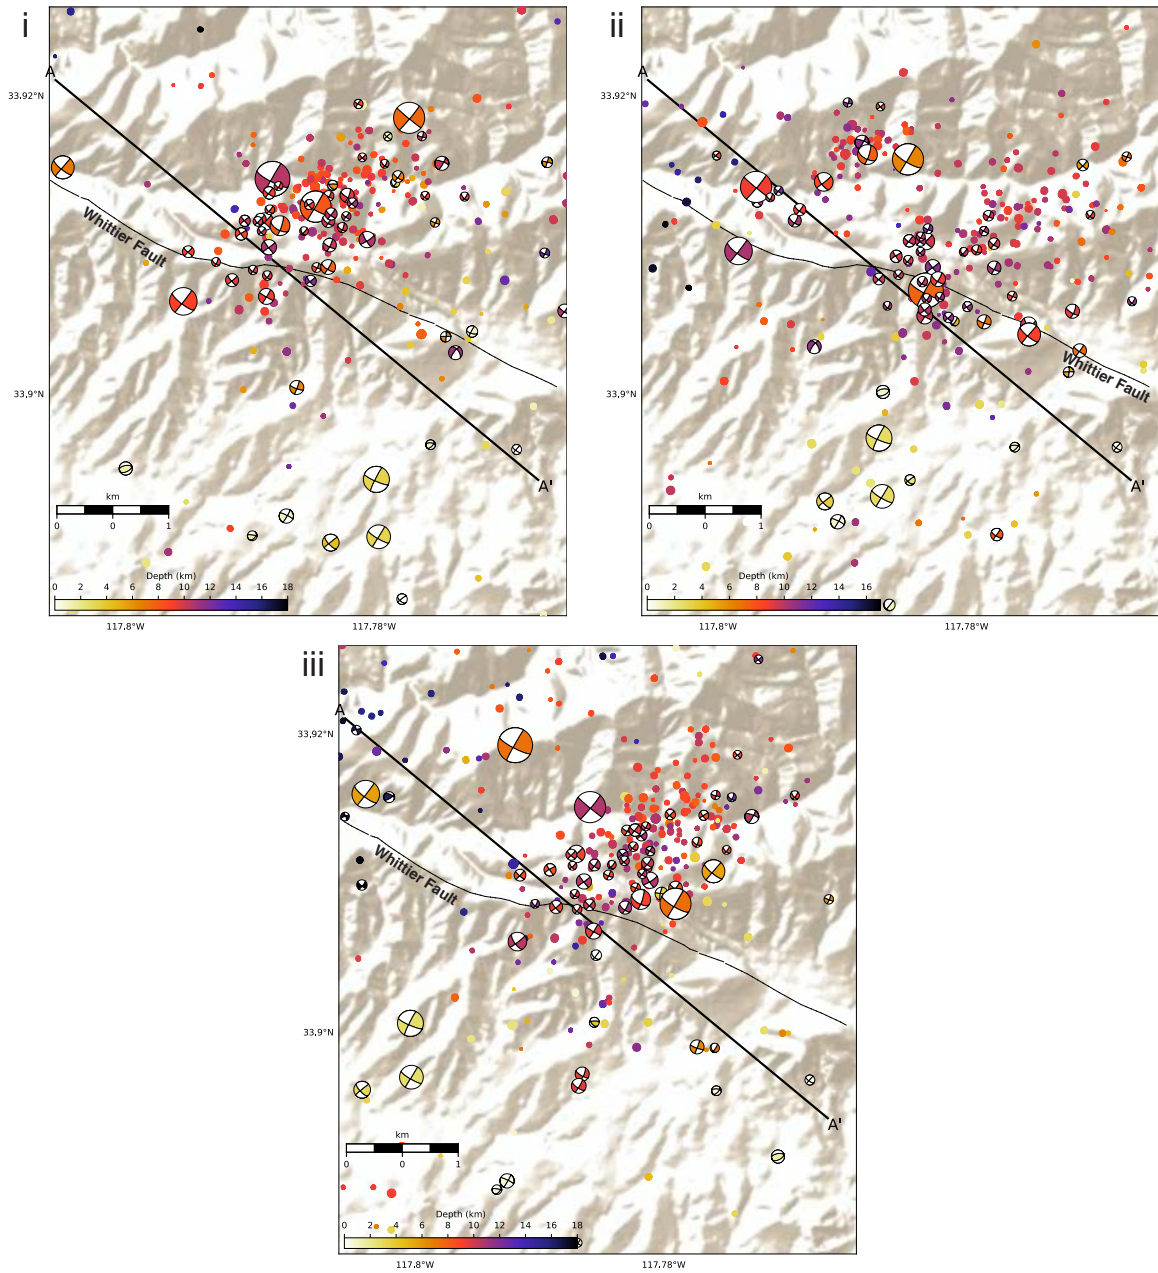 i
A
33.92°N
Whittier Fault
33.9°N
A'
km
0 0 1
Depth (km)
0 2 4 6 8 10 12 14 16 18
117.8°W 117.78°W
ii
A
33.92°N
Whittier Fault
33.9°N
A'
km
0 0 1
Depth (km)
0 2 4 6 8 10 12 14 16
117.8°W 117.78°W
iii
A
33.92°N
Whittier Fault
33.9°N
A'
km
0 0 1
Depth (km)
0 2 4 6 8 10 12 14 16 18
117.8°W 117.78°W